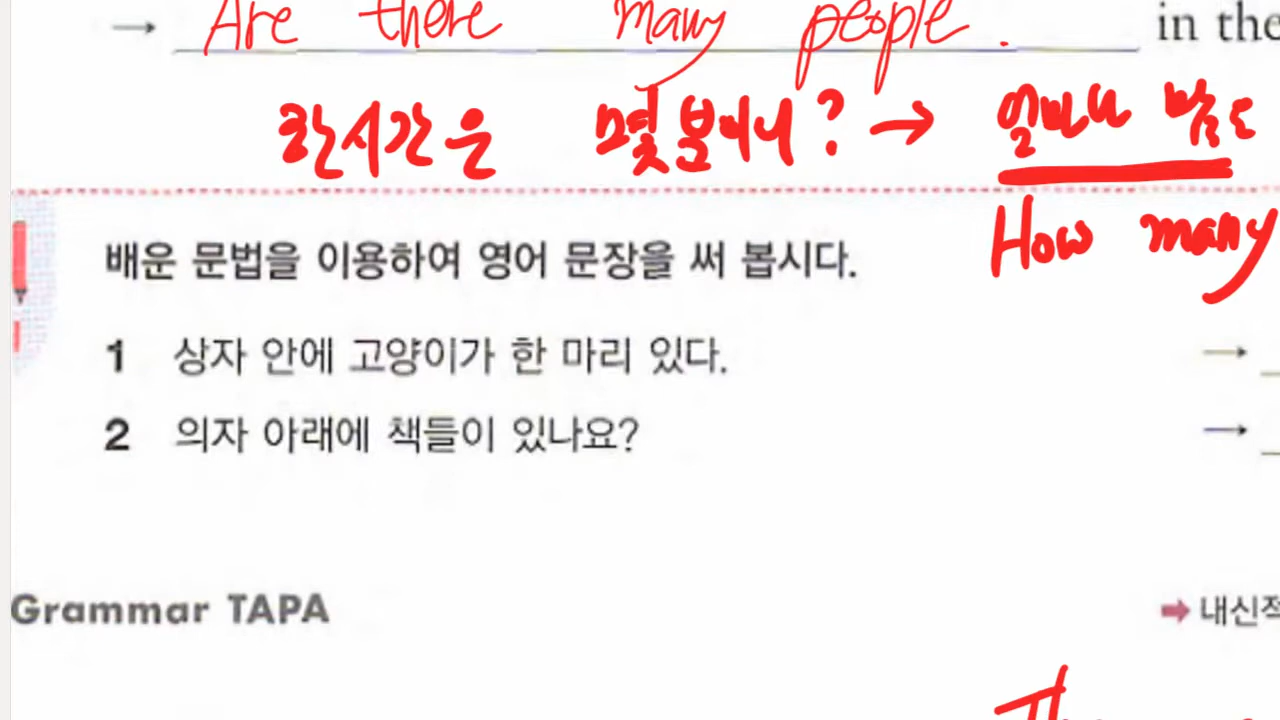 → Are there many people. in the
한시간은 몇분이니? → 얼마나 많은
How many
배운 문법을 이용하여 영어 문장을 써 봅시다.
1 상자 안에 고양이가 한 마리 있다. →
2 의자 아래에 책들이 있나요? →
Grammar TAPA
➡ 내신적